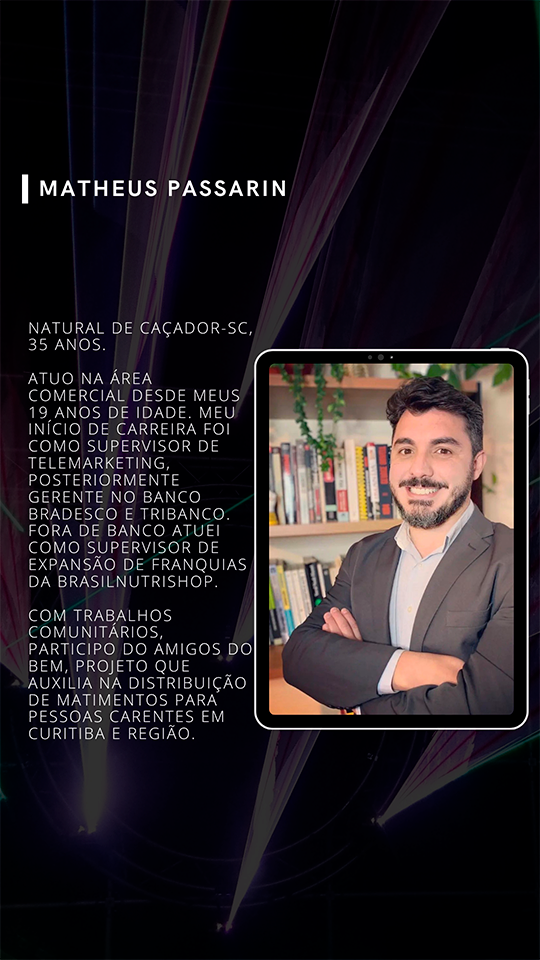 MATHEUS PASSARIN
NATURAL DE CAÇADOR-SC,
35 ANOS.
ATUO NA ÁREA
COMERCIAL DESDE MEUS
19 ANOS DE IDADE. MEU
INÍCIO DE CARREIRA FOI
COMO SUPERVISOR DE
TELEMARKETING,
POSTERIORMENTE
GERENTE NO BANCO
BRADESCO E TRIBANCO.
FORA DE BANCO ATUEI
COMO SUPERVISOR DE
EXPANSÃO DE FRANQUIAS
DA BRASILNUTRISHOP.
COM TRABALHOS
COMUNITÁRIOS,
PARTICIPO DO AMIGOS DO
BEM, PROJETO QUE
AUXILIA NA DISTRIBUIÇÃO
DE MATIMENTOS PARA
PESSOAS CARENTES EM
CURITIBA E REGIÃO.